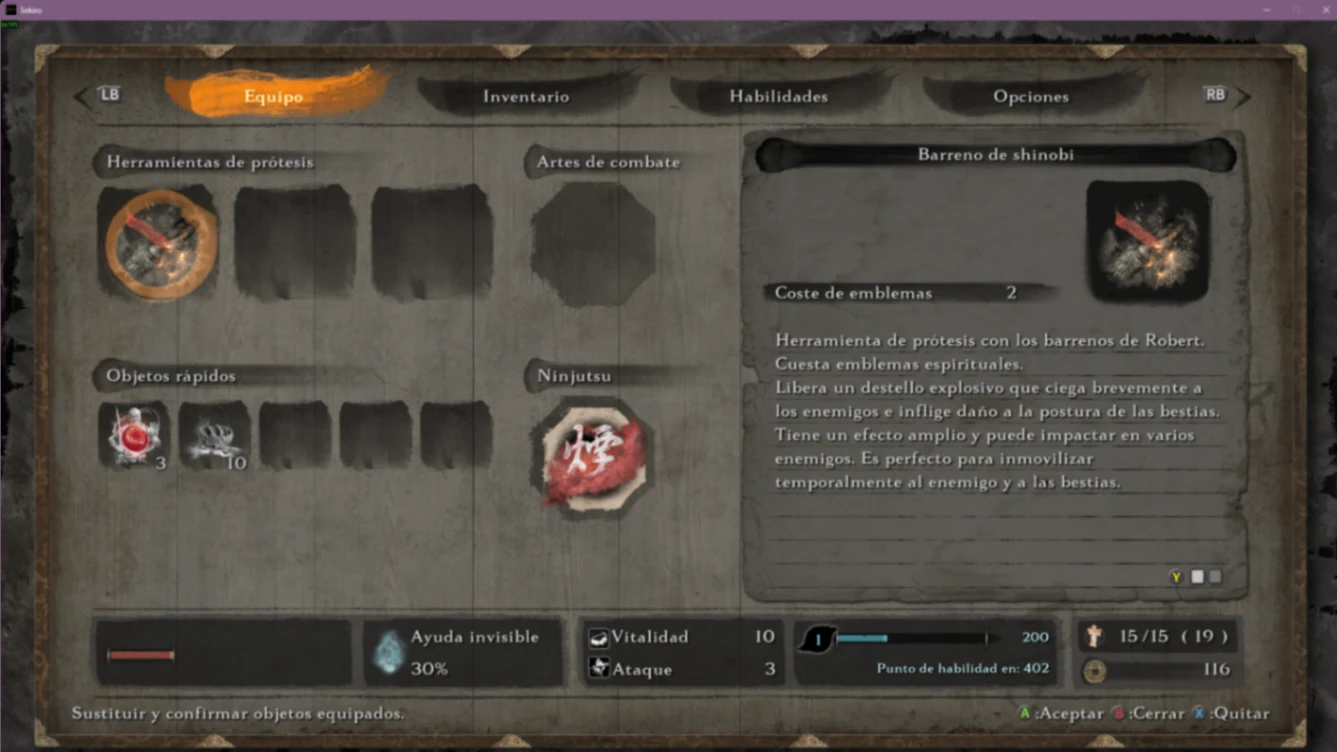 Sekiro
LB
Equipo
Inventario
Habilidades
Opciones
RB
Herramientas de prótesis
Artes de combate
Barreno de shinobi
Coste de emblemas 2
Herramienta de prótesis con los barrenos de Robert.
Cuesta emblemas espirituales.
Libera un destello explosivo que ciega brevemente a
los enemigos e inflige daño a la postura de las bestias.
Tiene un efecto amplio y puede impactar en varios
enemigos. Es perfecto para inmovilizar
temporalmente al enemigo y a las bestias.
Objetos rápidos
Ninjutsu
3
10
Y
Ayuda invisible
30%
Vitalidad 10
Ataque 3
1
200
Punto de habilidad en: 402
15/15 ( 19 )
116
Sustituir y confirmar objetos equipados.
A :Aceptar B :Cerrar X :Quitar